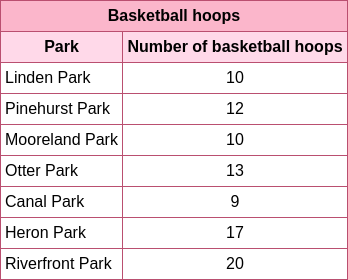 Basketball hoops
Park Number of basketball hoops
Linden Park 10
Pinehurst Park 12
Mooreland Park 10
Otter Park 13
Canal Park 9
Heron Park 17
Riverfront Park 20